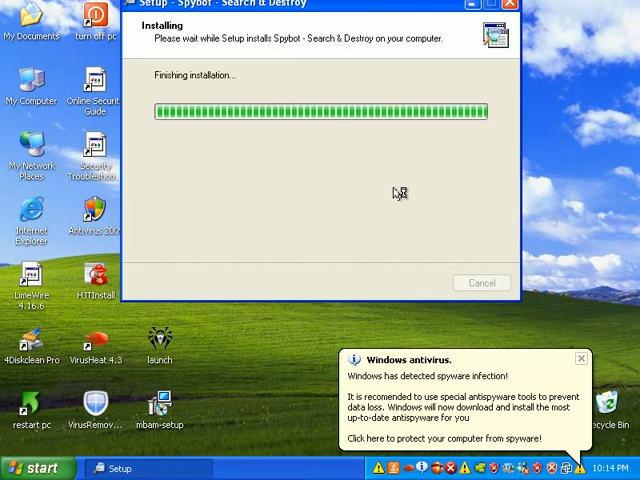 Setup - Spybot - Search & Destroy
Installing
Please wait while Setup installs Spybot - Search & Destroy on your computer.
Finishing installation...
Cancel
My Documents
turn off pc
My Computer
Online Securit
Guide
My Network
Places
Security
Troubleshoo...
Internet
Explorer
Antivirus 200
LimeWire
4.16.6
HJTInstall
4Diskclean Pro
VirusHeat 4.3
launch
restart pc
VirusRemov...
mbam-setup
Windows antivirus.
Windows has detected spyware infection!
It is recomended to use special antispyware tools to prevent
data loss. Windows will now download and install the most
up-to-date antispyware for you
Click here to protect your computer from spyware!
ecycle Bin
start
Setup
10:14 PM